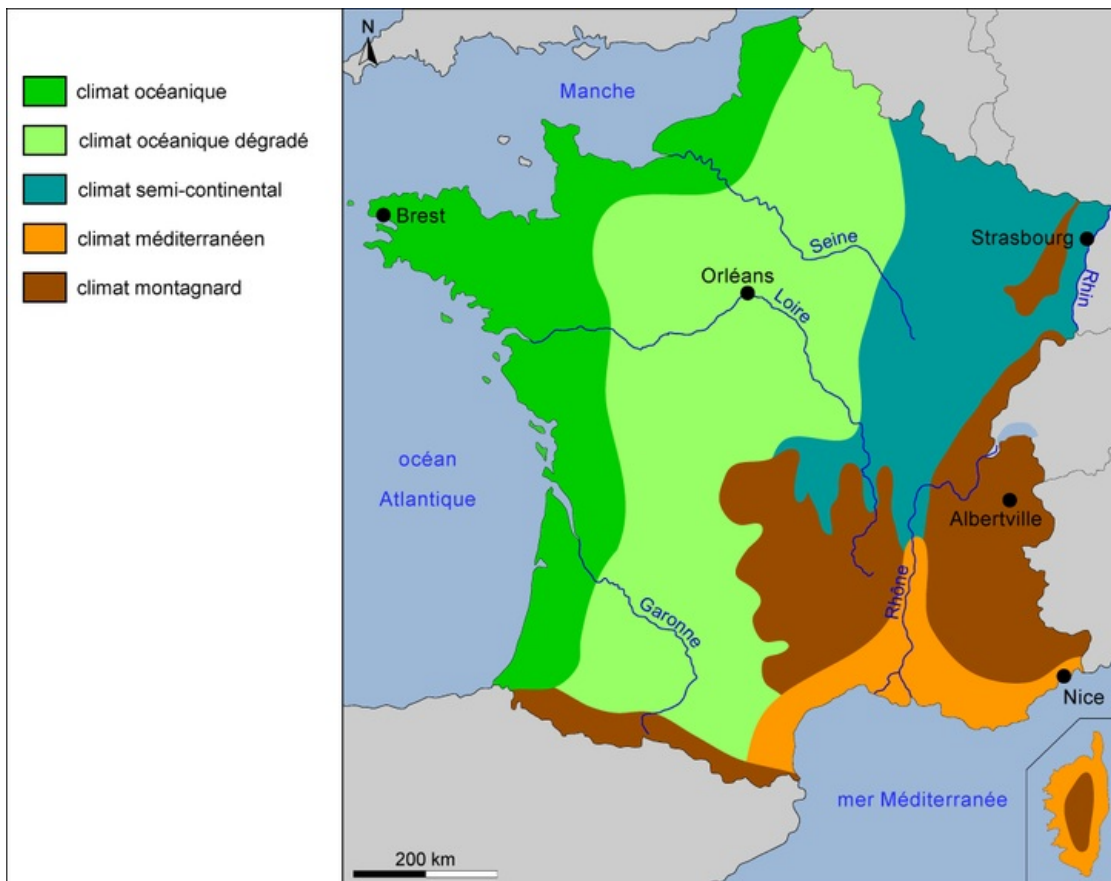 climat océanique
climat océanique dégradé
climat semi-continental
climat méditerranéen
climat montagnard
N
Manche
Brest
Seine
Strasbourg
Rhin
Orléans
Loire
océan
Atlantique
Albertville
Rhône
Garonne
Nice
mer Méditerranée
200 km